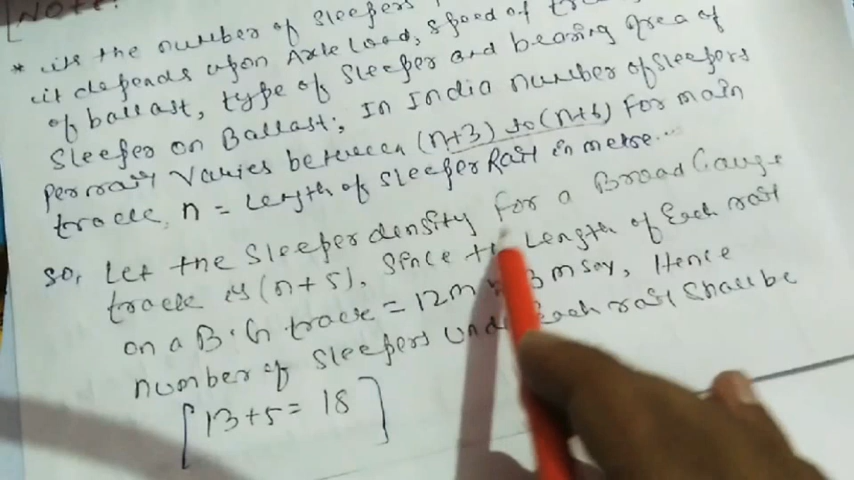 [NOTE:
* it is the number of sleepers
it depends upon Axle Load, speed of
of ballast, type of sleeper and bearing area of
sleeper on Ballast; In India number of sleepers
per rail varies between (n+3) to (n+6) for main
track, n = Length of sleeper Rail in metre...
So, Let the sleeper density for a Broad Gauge
track is (n+5). Since the Length of Each rail
on a B.G track = 12m 13m say, Hence
number of sleepers under Each rail shall be
[13+5 = 18]